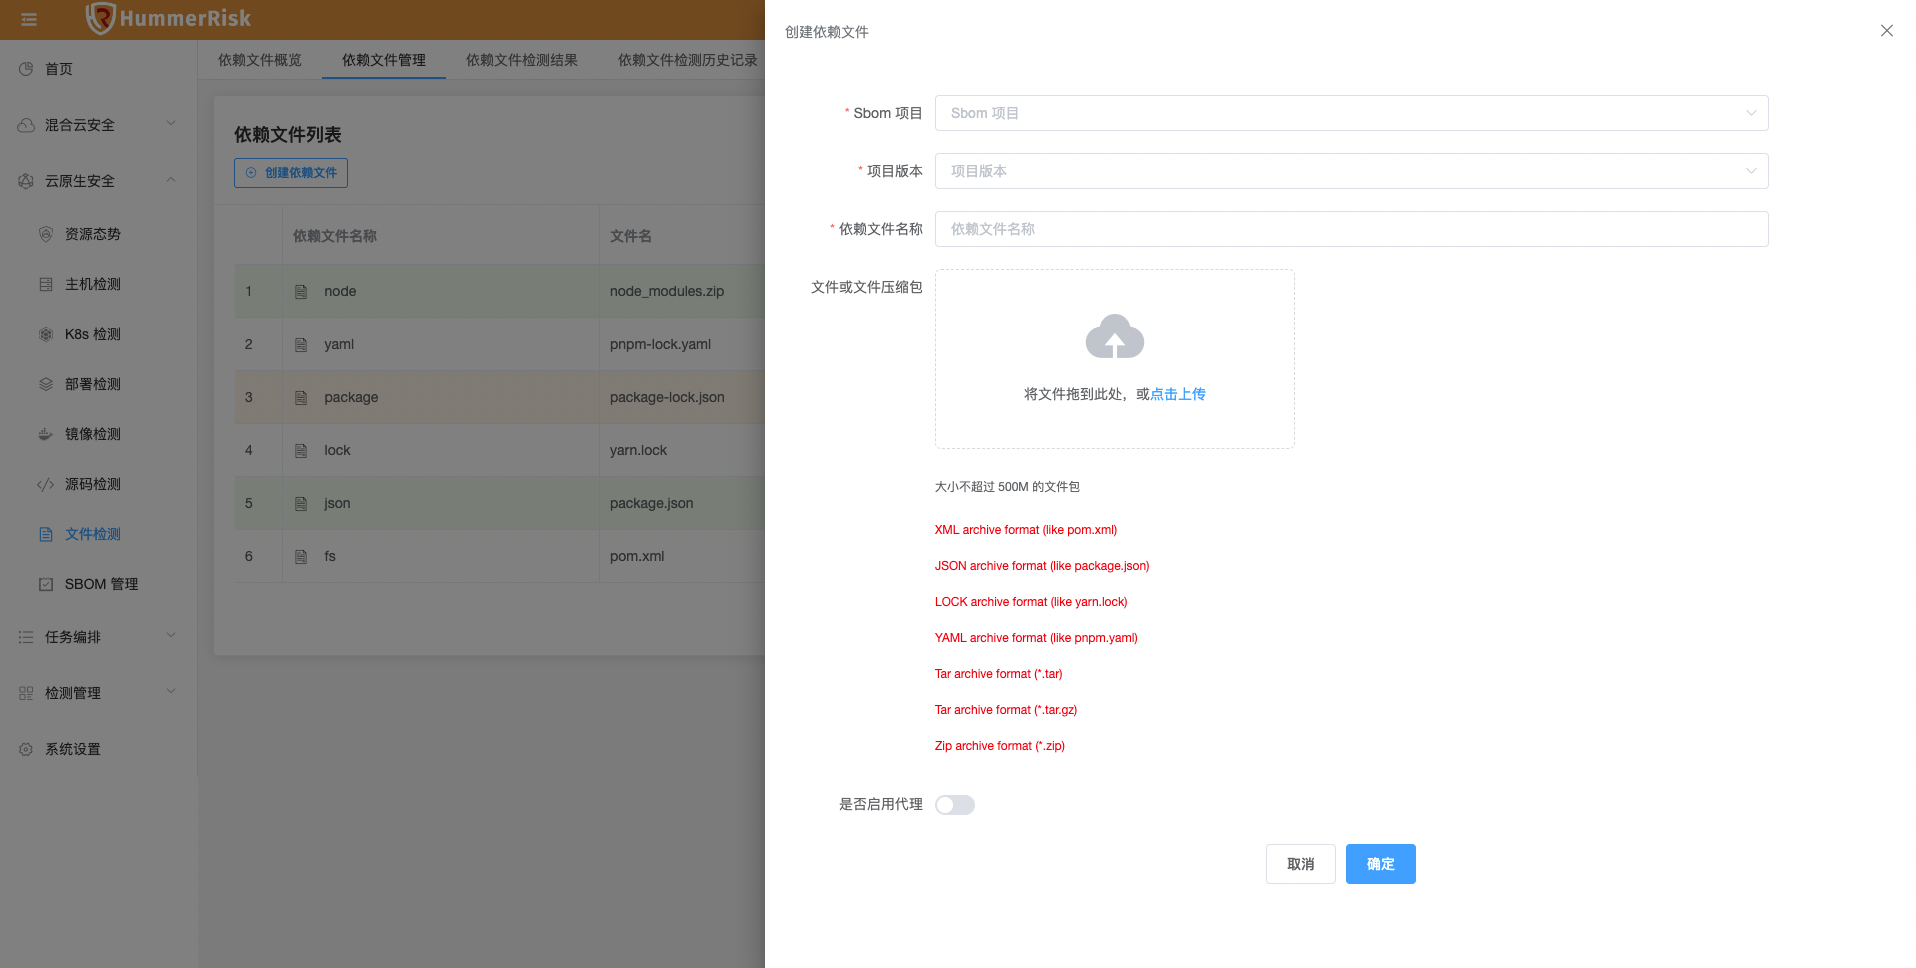 HummerRisk
首页
混合云安全
云原生安全
资源态势
主机检测
K8s 检测
部署检测
镜像检测
源码检测
文件检测
SBOM 管理
任务编排
检测管理
系统设置
依赖文件概览
依赖文件管理
依赖文件检测结果
依赖文件检测历史记录
依赖文件列表
创建依赖文件
依赖文件名称 文件名
1 node node_modules.zip
2 yaml pnpm-lock.yaml
3 package package-lock.json
4 lock yarn.lock
5 json package.json
6 fs pom.xml
创建依赖文件
* Sbom 项目 Sbom 项目
* 项目版本 项目版本
* 依赖文件名称 依赖文件名称
文件或文件压缩包
将文件拖到此处，或点击上传
大小不超过 500M 的文件包
XML archive format (like pom.xml)
JSON archive format (like package.json)
LOCK archive format (like yarn.lock)
YAML archive format (like pnpm.yaml)
Tar archive format (*.tar)
Tar archive format (*.tar.gz)
Zip archive format (*.zip)
是否启用代理
取消 确定